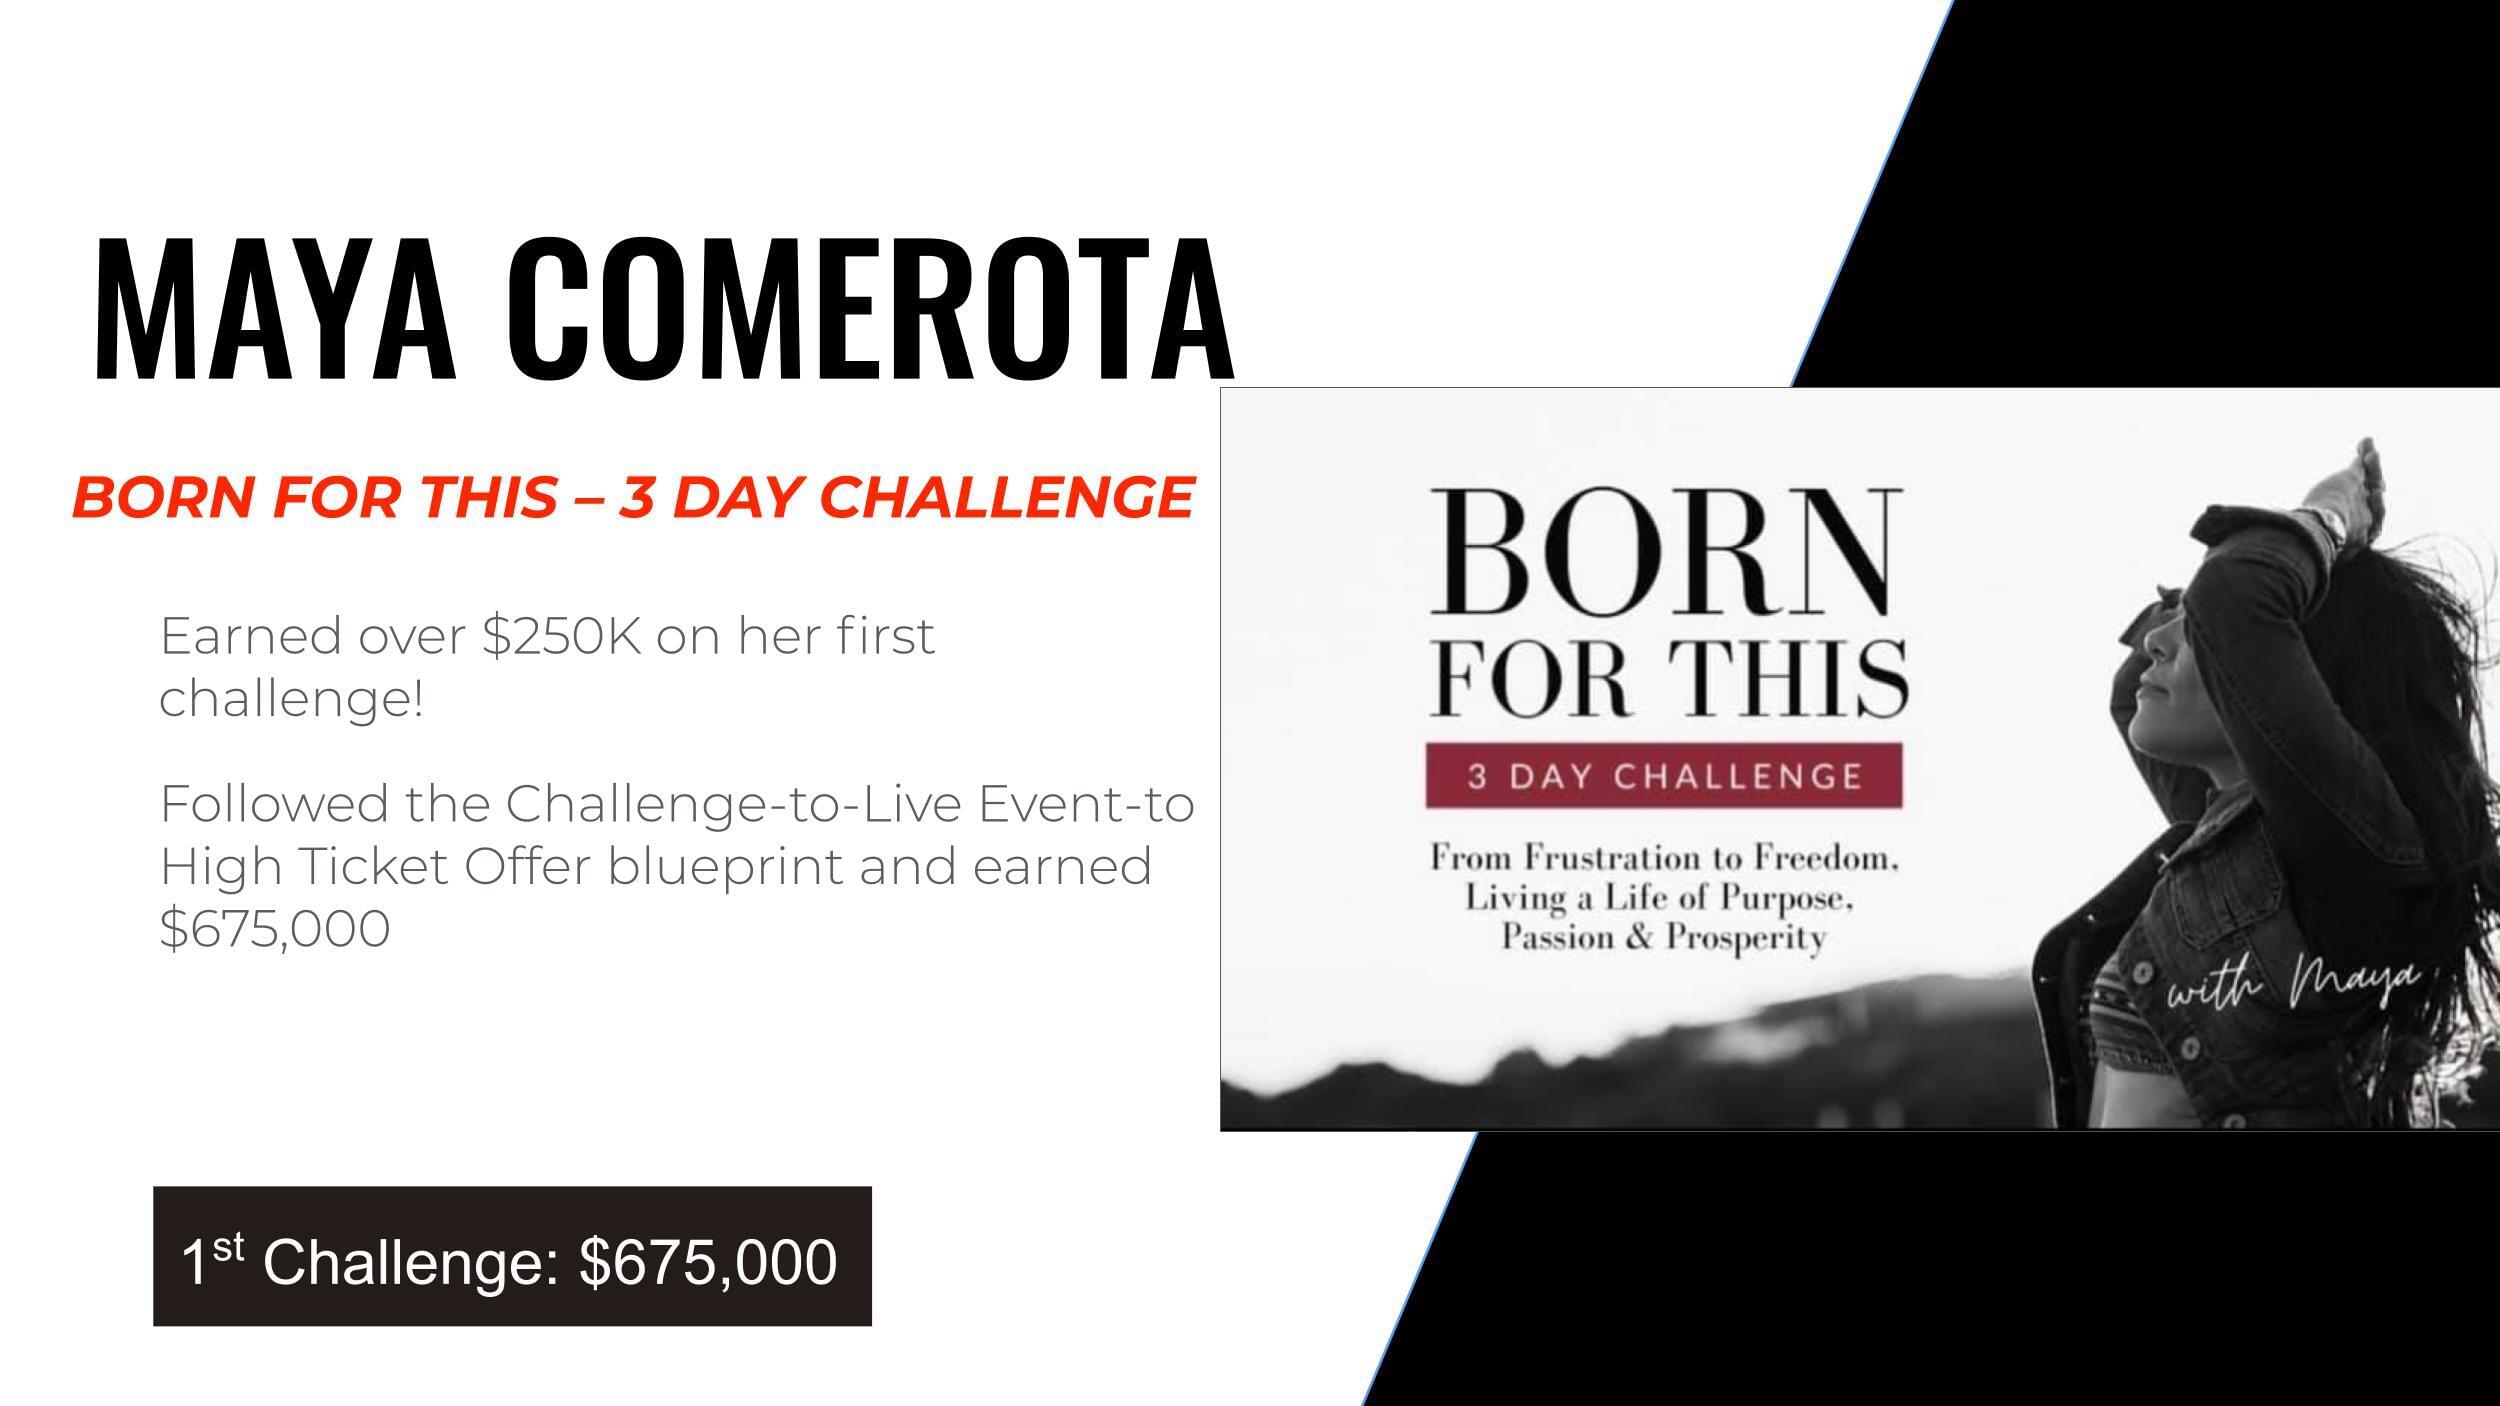 MAYA COMEROTA
BORN FOR THIS – 3 DAY CHALLENGE
Earned over $250K on her first
challenge!
Followed the Challenge-to-Live Event-to
High Ticket Offer blueprint and earned
$675,000
1st Challenge: $675,000
BORN
FOR THIS
3 DAY CHALLENGE
From Frustration to Freedom,
Living a Life of Purpose,
Passion & Prosperity
with Maya